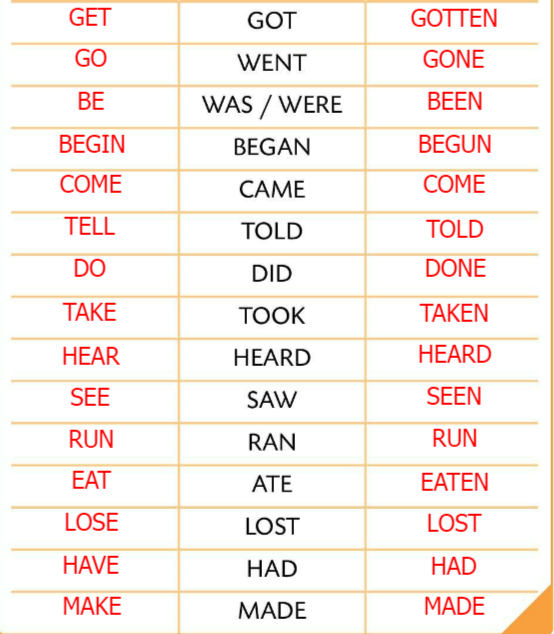 GET GOT GOTTEN
GO WENT GONE
BE WAS / WERE BEEN
BEGIN BEGAN BEGUN
COME CAME COME
TELL TOLD TOLD
DO DID DONE
TAKE TOOK TAKEN
HEAR HEARD HEARD
SEE SAW SEEN
RUN RAN RUN
EAT ATE EATEN
LOSE LOST LOST
HAVE HAD HAD
MAKE MADE MADE